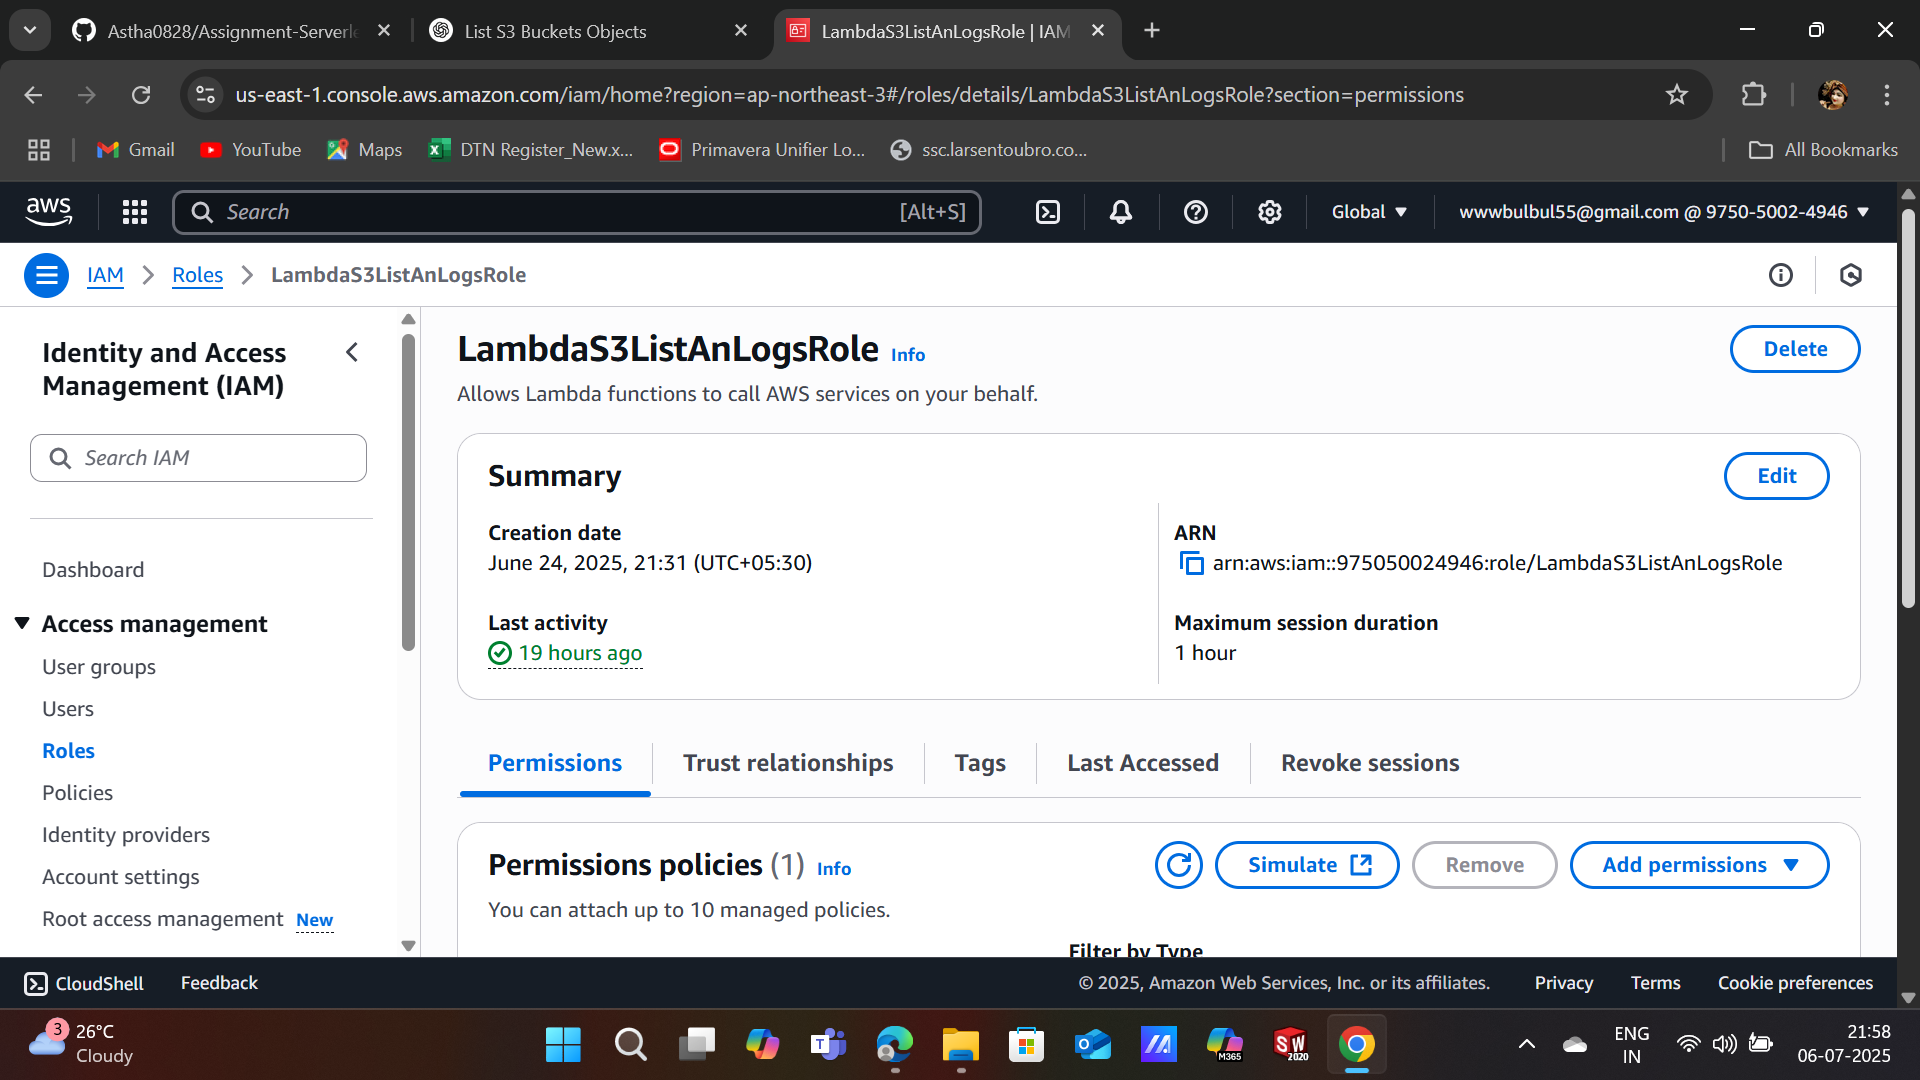 Astha0828/Assignment-Serverle
List S3 Buckets Objects
LambdaS3ListAnLogsRole | IAM
us-east-1.console.aws.amazon.com/iam/home?region=ap-northeast-3#/roles/details/LambdaS3ListAnLogsRole?section=permissions
Gmail
YouTube
Maps
DTN Register_New.x...
Primavera Unifier Lo...
ssc.larsentoubro.co...
All Bookmarks
aws
Search
[Alt+S]
Global
wwwbulbul55@gmail.com @ 9750-5002-4946
IAM
Roles
LambdaS3ListAnLogsRole
Identity and Access
Management (IAM)
Search IAM
Dashboard
Access management
User groups
Users
Roles
Policies
Identity providers
Account settings
Root access management New
LambdaS3ListAnLogsRole Info
Delete
Allows Lambda functions to call AWS services on your behalf.
Summary
Edit
Creation date
June 24, 2025, 21:31 (UTC+05:30)
ARN
arn:aws:iam::975050024946:role/LambdaS3ListAnLogsRole
Last activity
19 hours ago
Maximum session duration
1 hour
Permissions
Trust relationships
Tags
Last Accessed
Revoke sessions
Permissions policies (1) Info
Simulate
Remove
Add permissions
You can attach up to 10 managed policies.
Filter by Type
CloudShell
Feedback
© 2025, Amazon Web Services, Inc. or its affiliates.
Privacy
Terms
Cookie preferences
3
26°C
Cloudy
M365
SW
2020
ENG
IN
21:58
06-07-2025